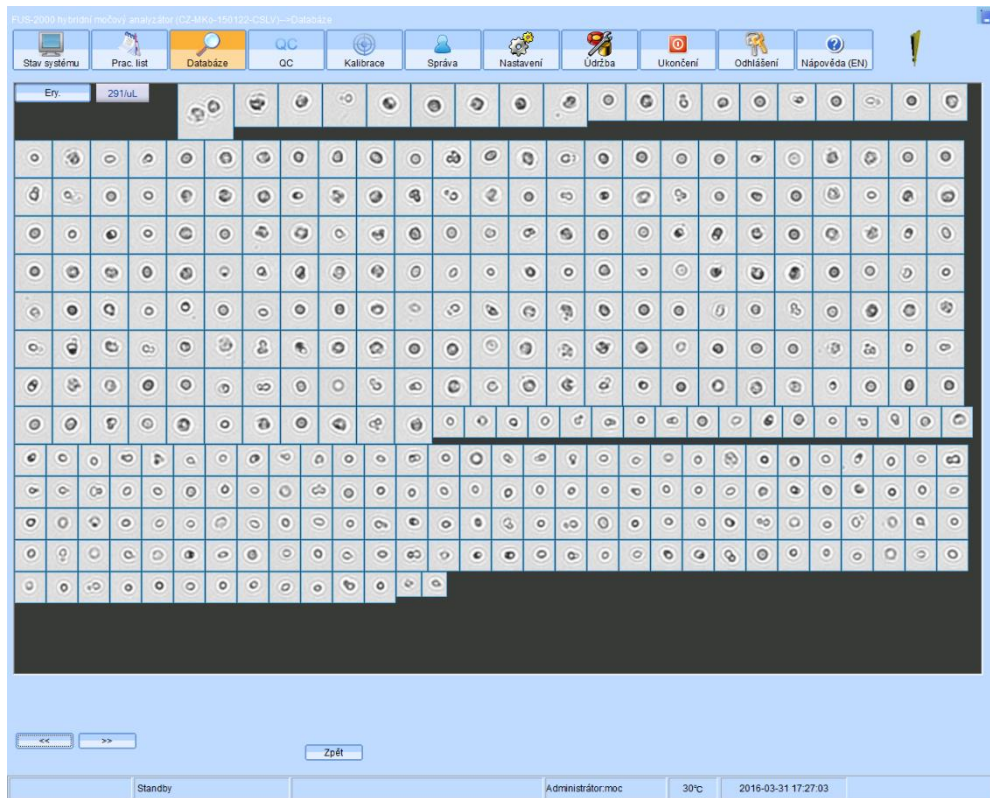 FUS-2000 hybridní močový analyzátor (CZ-MKo-150122-CSLV)-->Databáze
Stav systému
Prac. list
Databáze
QC
QC
Kalibrace
Správa
Nastavení
Údržba
Ukončení
Odhlášení
Nápověda (EN)
Ery.
291/uL
<<
>>
Zpět
Standby
Administrátor:moc
30℃
2016-03-31 17:27:03